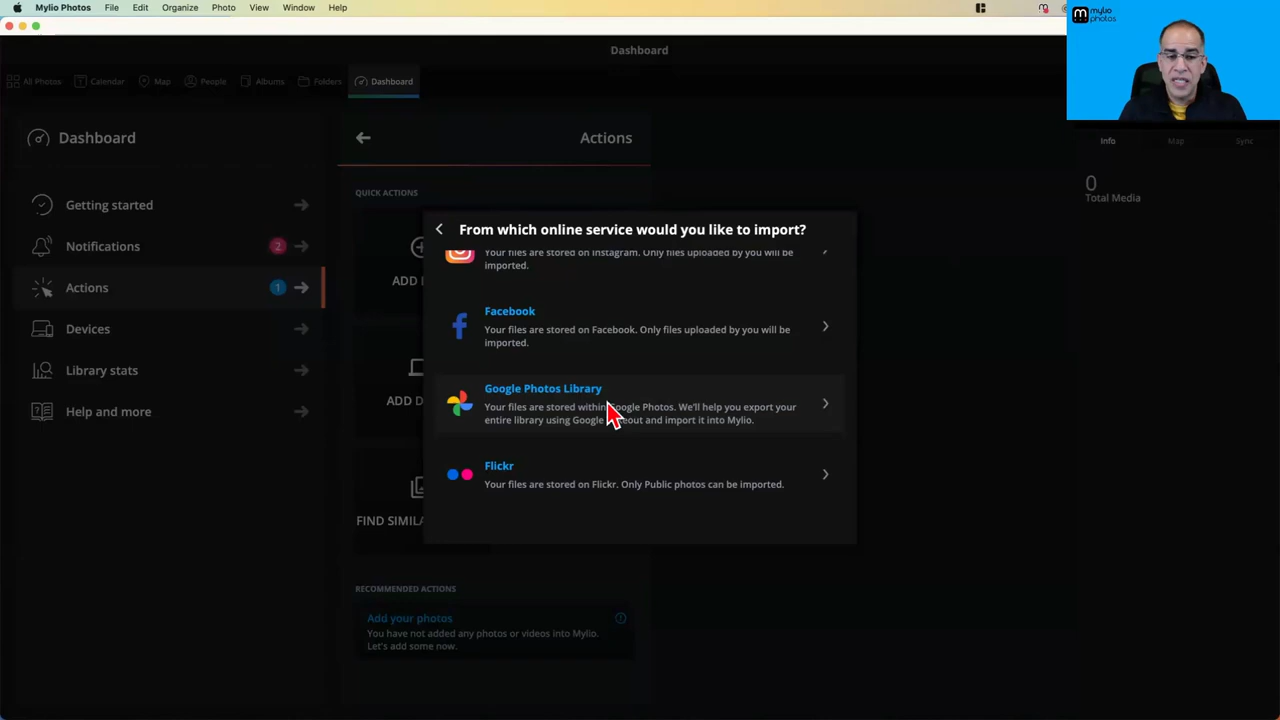 Mylio Photos File Edit Organize Photo View Window Help
mylio
photos
Dashboard
All Photos Calendar Map People Albums Folders Dashboard
Dashboard
Actions
Info Map Sync
Getting started
Notifications 2
Actions 1
Devices
Library stats
Help and more
QUICK ACTIONS
ADD
ADD D
FIND SIMILA
RECOMMENDED ACTIONS
Add your photos
You have not added any photos or videos into Mylio.
Let's add some now.
From which online service would you like to import?
Your files are stored on Instagram. Only files uploaded by you will be
imported.
Facebook
Your files are stored on Facebook. Only files uploaded by you will be
imported.
Google Photos Library
Your files are stored within Google Photos. We'll help you export your
entire library using Google and import it into Mylio.
Flickr
Your files are stored on Flickr. Only Public photos can be imported.
0
Total Media